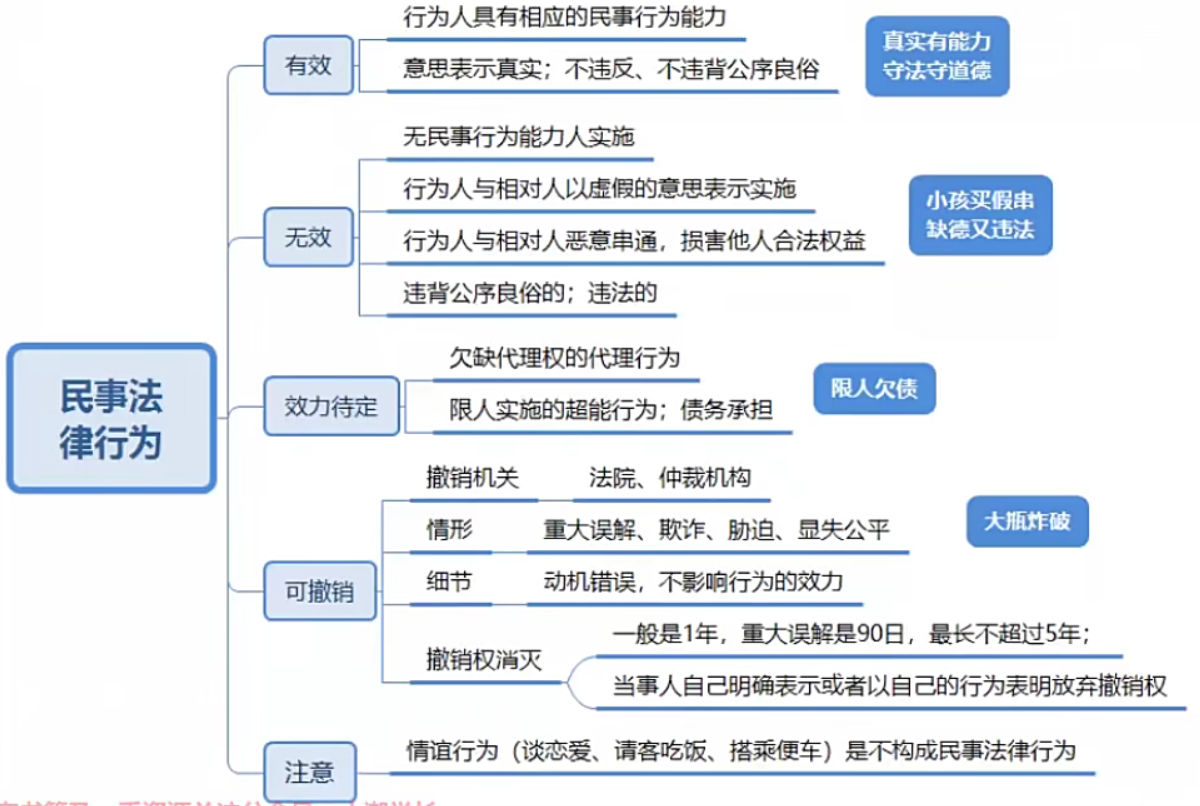 行为人具有相应的民事行为能力
有效
意思表示真实；不违反、不违背公序良俗
真实有能力
守法守道德
无民事行为能力人实施
行为人与相对人以虚假的意思表示实施
无效
行为人与相对人恶意串通，损害他人合法权益
违背公序良俗的；违法的
小孩买假串
缺德又违法
民事法
律行为
欠缺代理权的代理行为
效力待定
限人实施的超能行为；债务承担
限人欠债
撤销机关 法院、仲裁机构
情形 重大误解、欺诈、胁迫、显失公平
大瓶炸破
可撤销
细节 动机错误，不影响行为的效力
撤销权消灭
一般是1年，重大误解是90日，最长不超过5年；
当事人自己明确表示或者以自己的行为表明放弃撤销权
注意
情谊行为（谈恋爱、请客吃饭、搭乘便车）是不构成民事法律行为